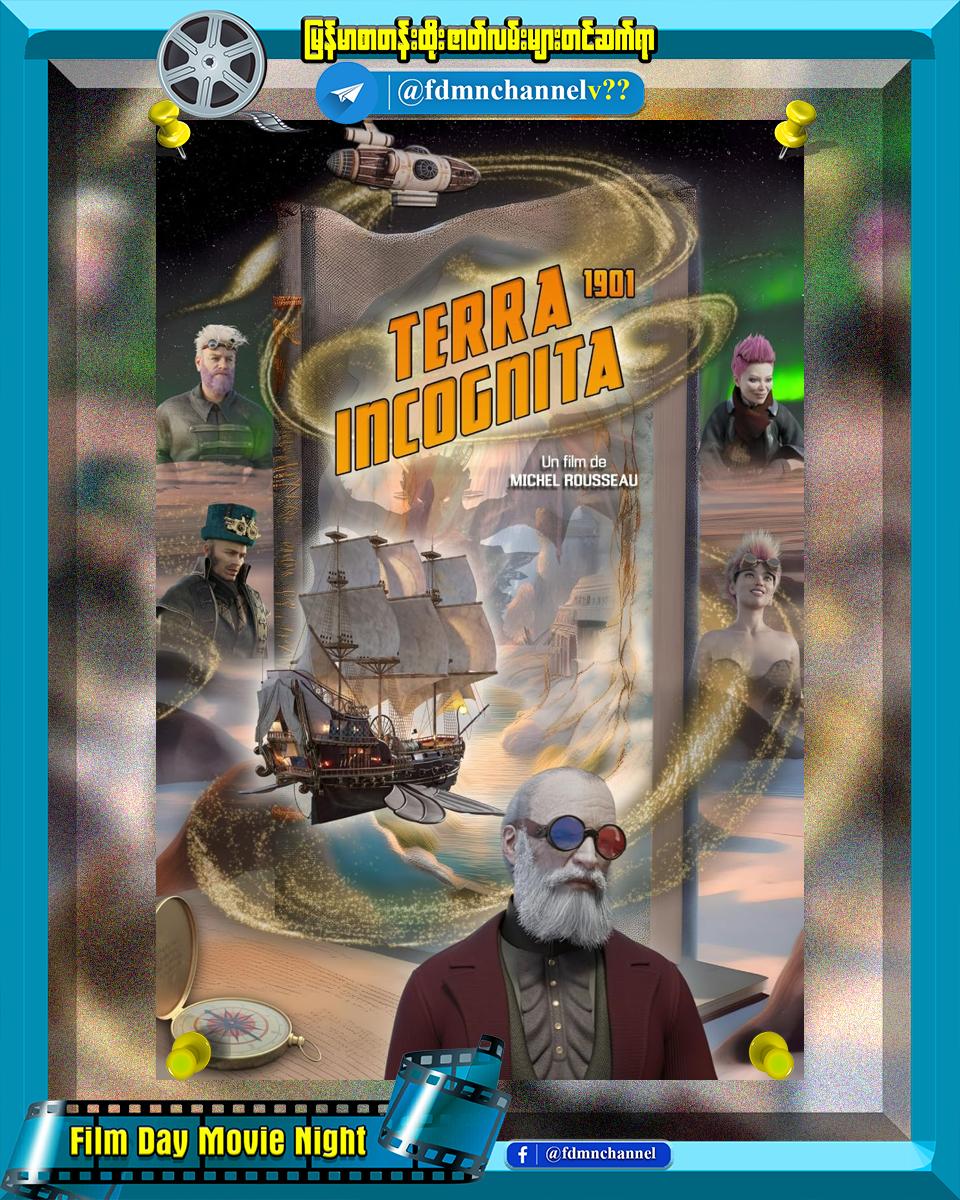 မြန်မာစာတန်းထိုးဇာတ်လမ်းများတင်ဆက်ရာ
@fdmnchannelv??
1901
TERRA
INCOGNITA
Un film de
MICHEL ROUSSEAU
Film Day Movie Night
f @fdmnchannel